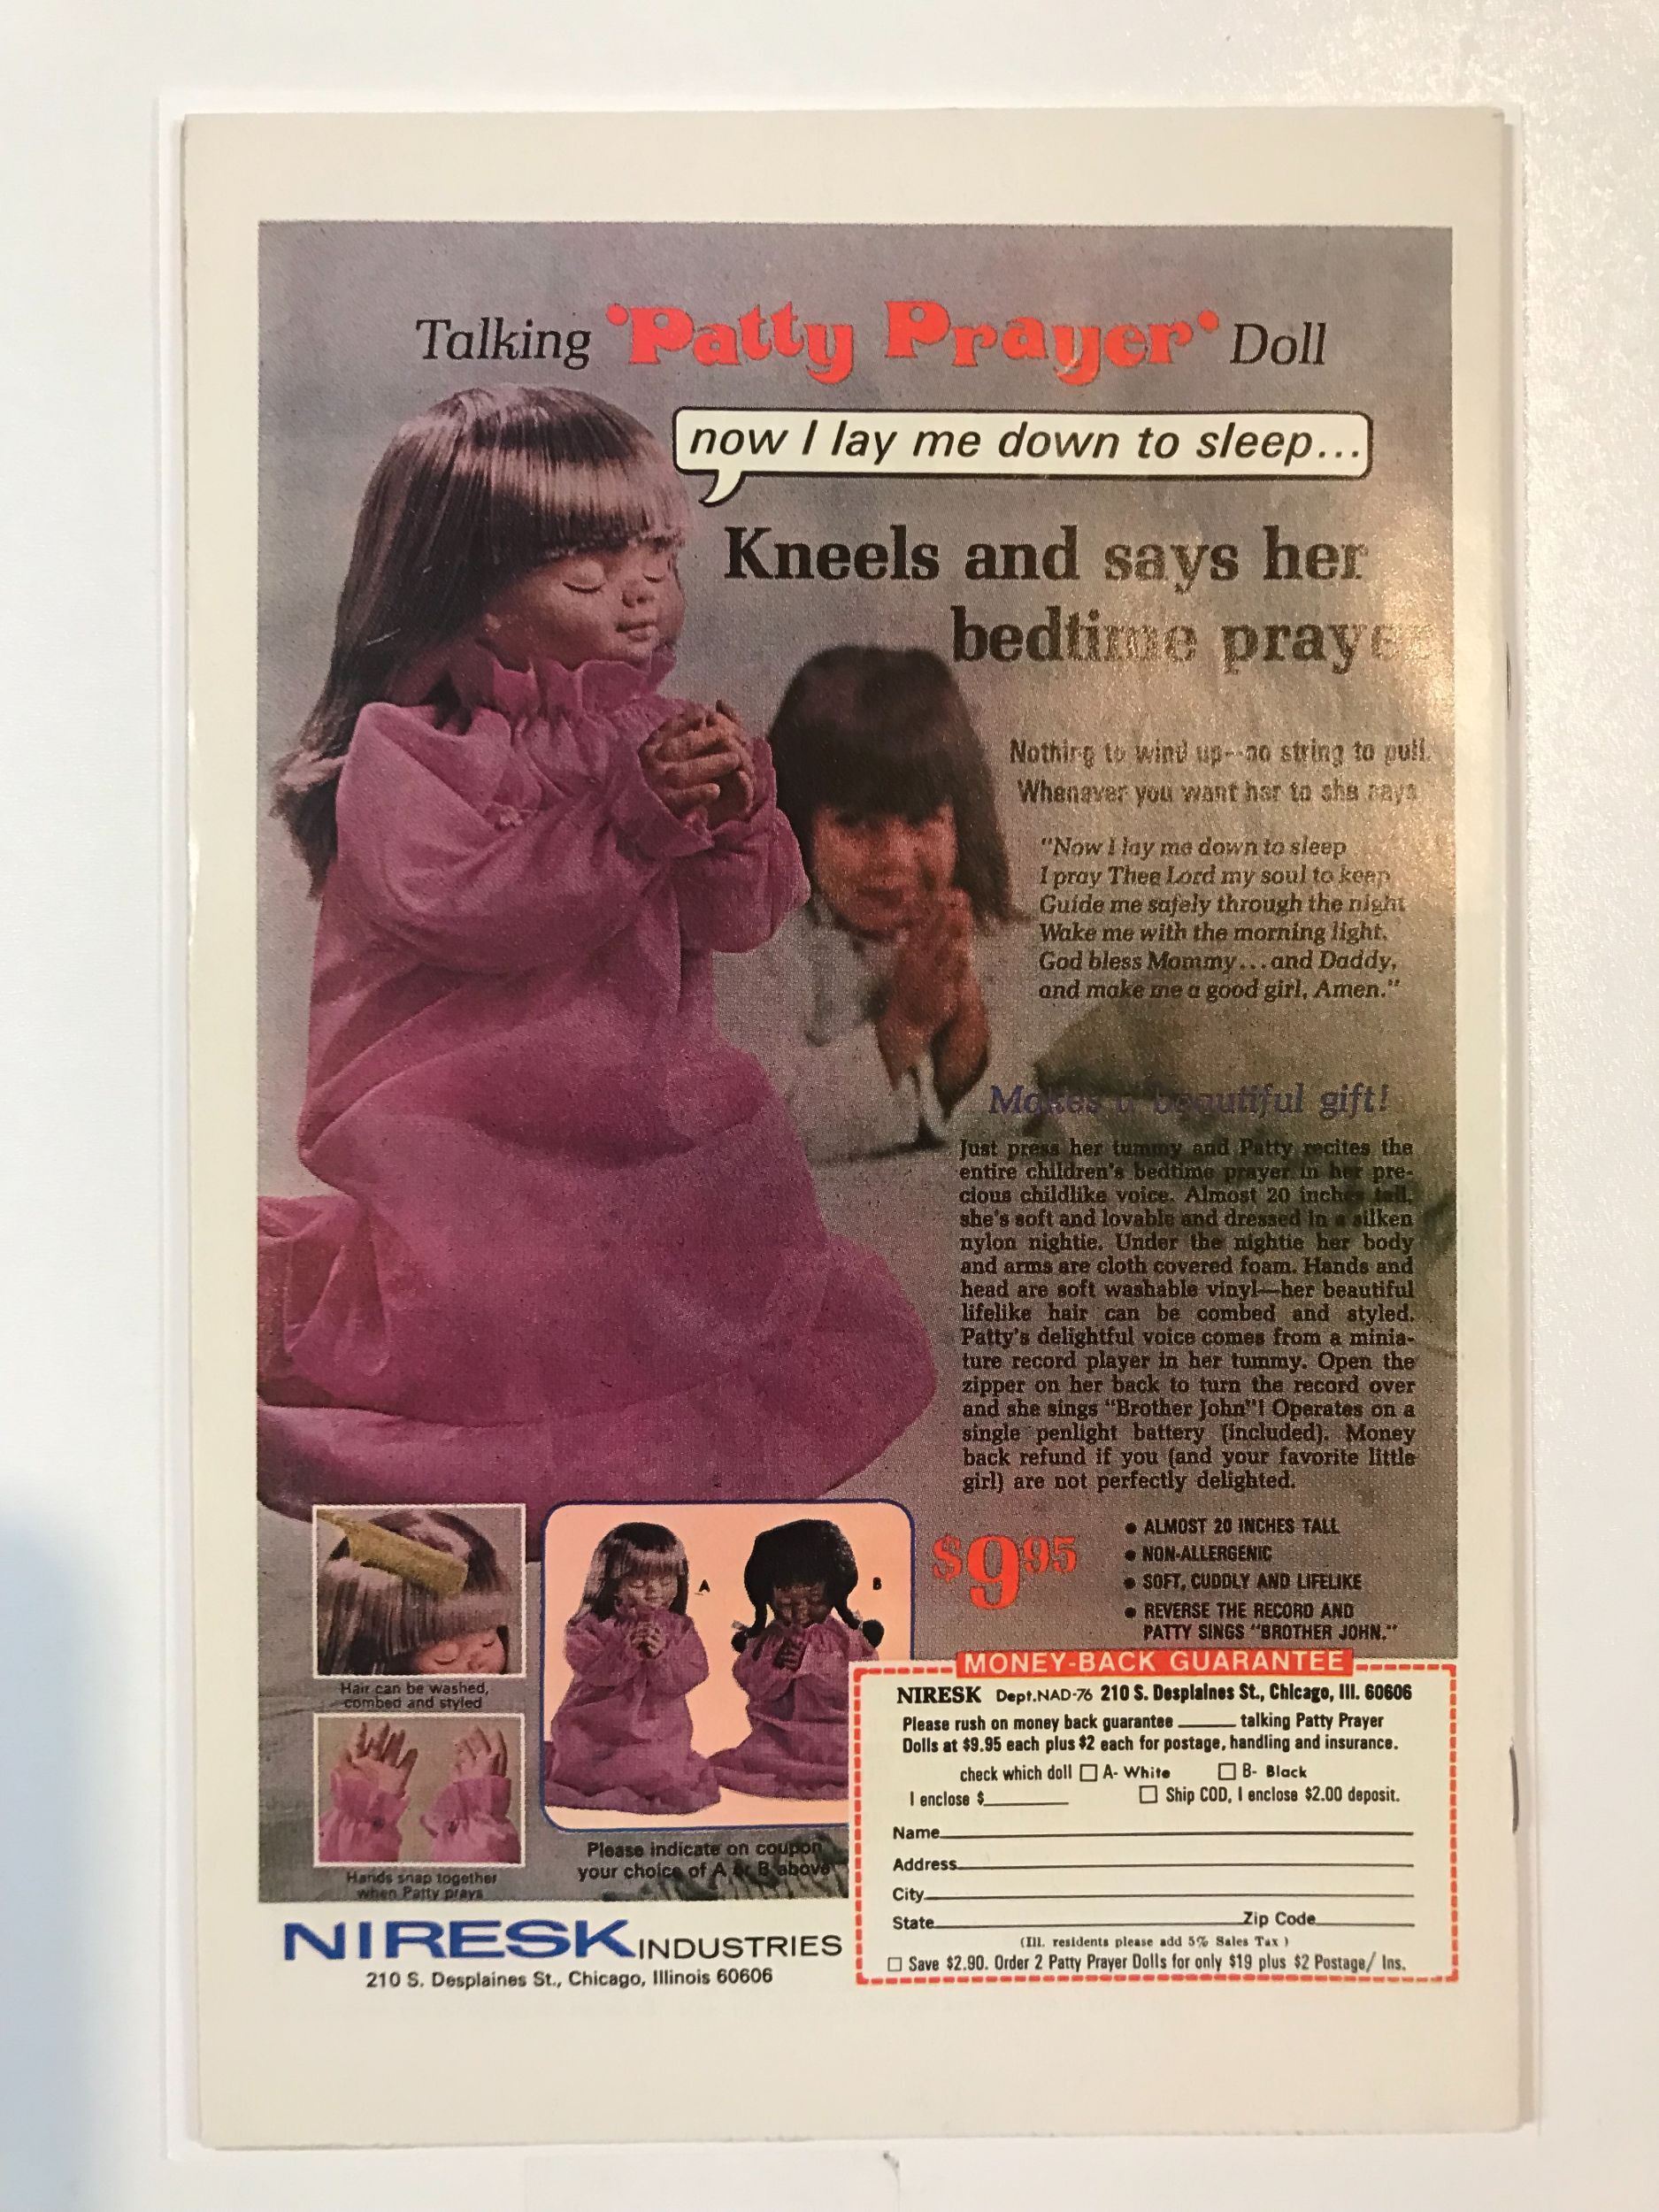 Talking 'Patty Prayer' Doll
now I lay me down to sleep...
Kneels and says her
bedtime prayer
Nothing to wind up--no string to pull.
Whenever you want her to she says
"Now I lay me down to sleep
I pray Thee Lord my soul to keep
Guide me safely through the night
Wake me with the morning light.
God bless Mommy...and Daddy,
and make me a good girl, Amen."
Makes a beautiful gift!
Just press her tummy and Patty recites the
entire children's bedtime prayer in her pre-
cious childlike voice. Almost 20 inches tall,
she's soft and lovable and dressed in a silken
nylon nightie. Under the nightie her body
and arms are cloth covered foam. Hands and
head are soft washable vinyl—her beautiful
lifelike hair can be combed and styled.
Patty's delightful voice comes from a minia-
ture record player in her tummy. Open the
zipper on her back to turn the record over
and she sings "Brother John"! Operates on a
single penlight battery (included). Money
back refund if you (and your favorite little
girl) are not perfectly delighted.
$9.95
• ALMOST 20 INCHES TALL
• NON-ALLERGENIC
• SOFT, CUDDLY AND LIFELIKE
• REVERSE THE RECORD AND
PATTY SINGS "BROTHER JOHN."
Hair can be washed,
combed and styled
Hands snap together
when Patty prays
A
B
Please indicate on coupon
your choice of A or B above
NIRESK INDUSTRIES
210 S. Desplaines St., Chicago, Illinois 60606
MONEY-BACK GUARANTEE
NIRESK Dept.NAD-76 210 S. Desplaines St., Chicago, Ill. 60606
Please rush on money back guarantee ______ talking Patty Prayer
Dolls at $9.95 each plus $2 each for postage, handling and insurance.
check which doll □ A- White □ B- Black
I enclose $________ □ Ship COD, I enclose $2.00 deposit.
Name
Address
City
State Zip Code
(Ill. residents please add 5% Sales Tax)
□ Save $2.90. Order 2 Patty Prayer Dolls for only $19 plus $2 Postage/ Ins.